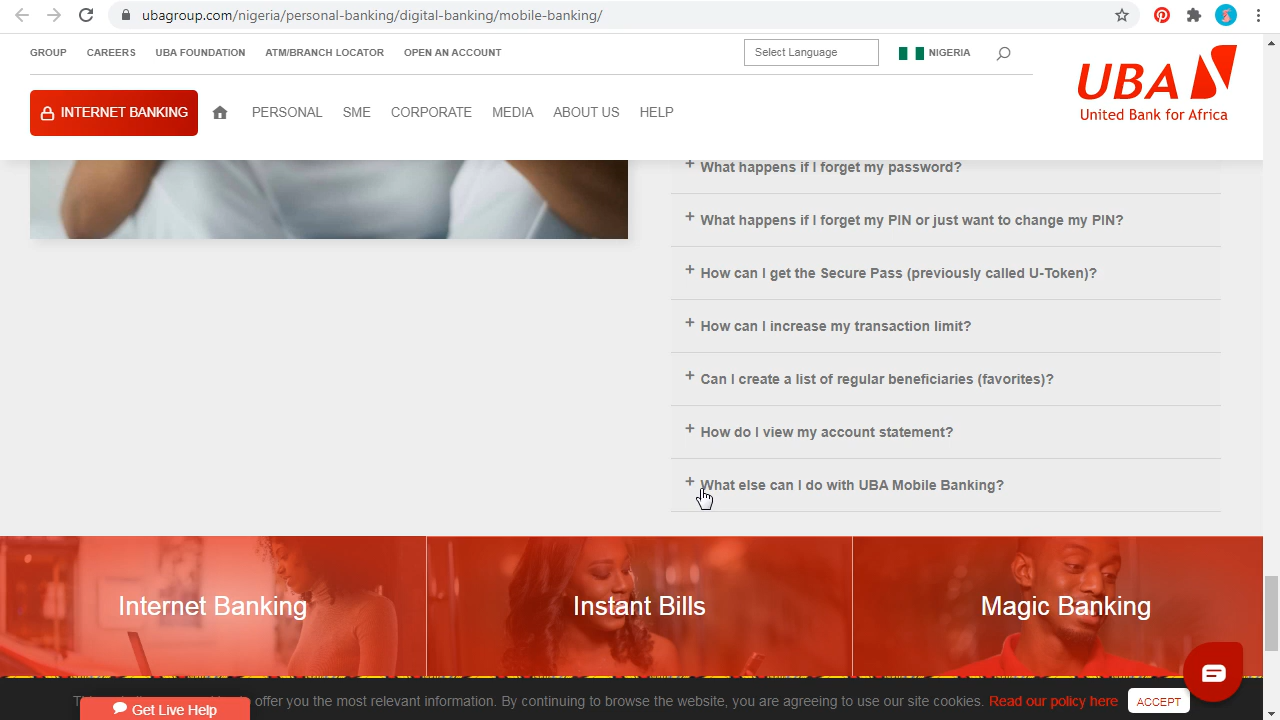 ubagroup.com/nigeria/personal-banking/digital-banking/mobile-banking/
GROUP CAREERS UBA FOUNDATION ATM/BRANCH LOCATOR OPEN AN ACCOUNT
Select Language
NIGERIA
UBA
United Bank for Africa
INTERNET BANKING
PERSONAL SME CORPORATE MEDIA ABOUT US HELP
+ What happens if I forget my password?
+ What happens if I forget my PIN or just want to change my PIN?
+ How can I get the Secure Pass (previously called U-Token)?
+ How can I increase my transaction limit?
+ Can I create a list of regular beneficiaries (favorites)?
+ How do I view my account statement?
+ What else can I do with UBA Mobile Banking?
Internet Banking
Instant Bills
Magic Banking
offer you the most relevant information. By continuing to browse the website, you are agreeing to use our site cookies. Read our policy here
ACCEPT
Get Live Help